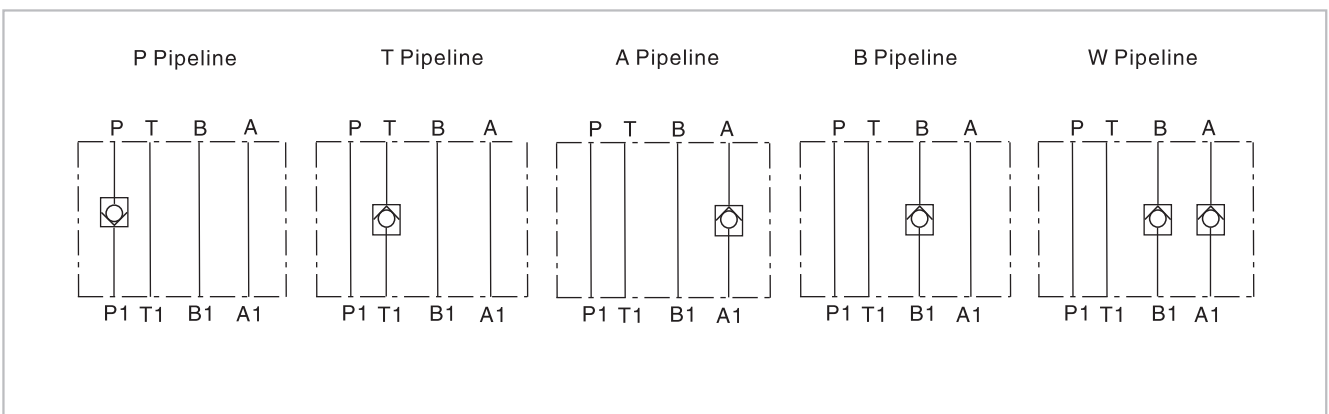 P Pipeline T Pipeline A Pipeline B Pipeline W Pipeline
P T B A P T B A P T B A P T B A P T B A
P1 T1 B1 A1 P1 T1 B1 A1 P1 T1 B1 A1 P1 T1 B1 A1 P1 T1 B1 A1